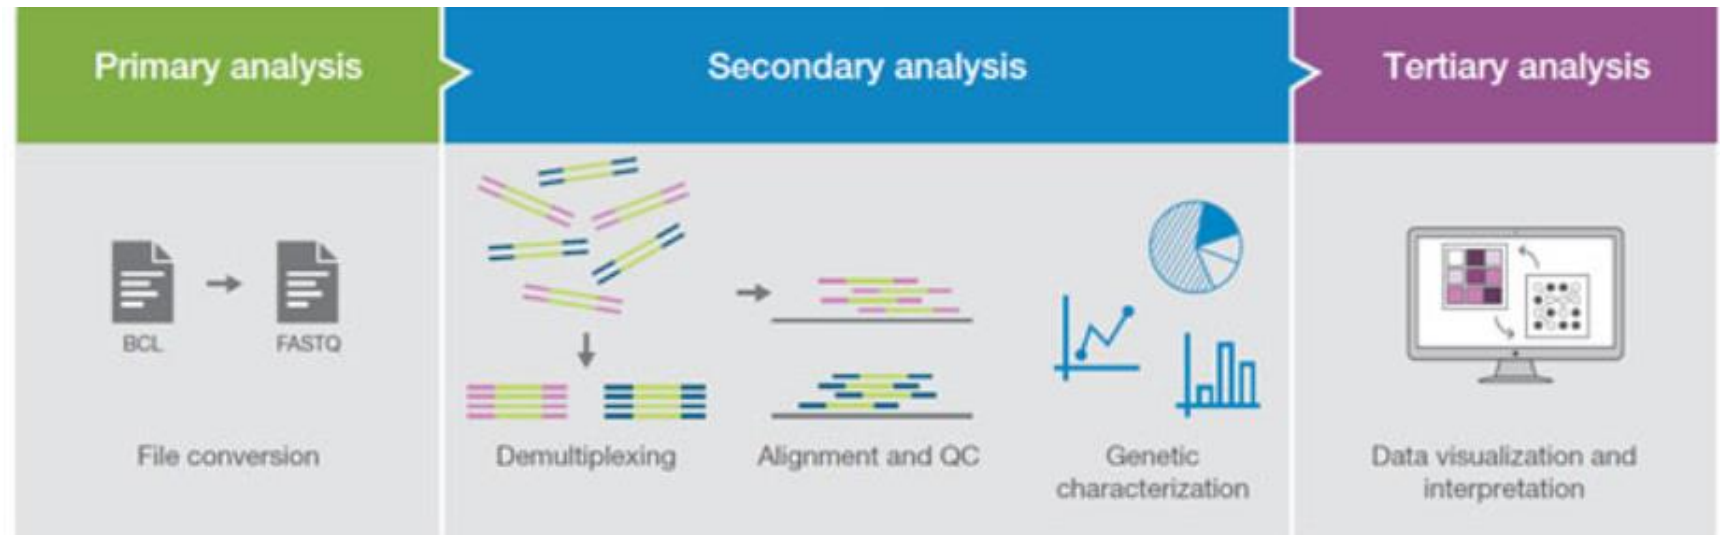 Primary analysis
Secondary analysis
Tertiary analysis
BCL
FASTQ
File conversion
Demultiplexing
Alignment and QC
Genetic
characterization
Data visualization and
interpretation